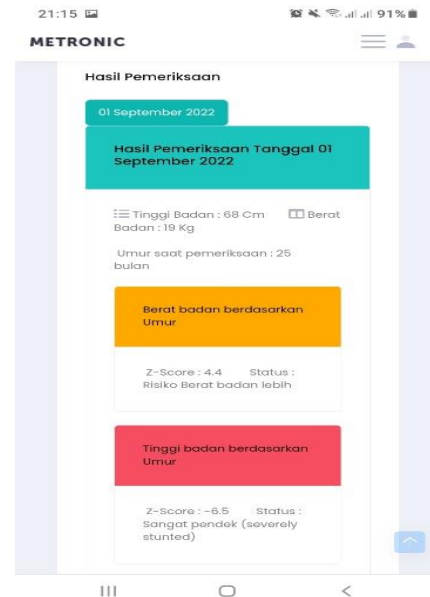 21:15 91%
METRONIC
Hasil Pemeriksaan
01 September 2022
Hasil Pemeriksaan Tanggal 01
September 2022
Tinggi Badan : 68 Cm Berat
Badan : 19 Kg
Umur saat pemeriksaan : 25
bulan
Berat badan berdasarkan
Umur
Z-Score : 4.4 Status :
Risiko Berat badan lebih
Tinggi badan berdasarkan
Umur
Z-Score : -6.5 Status :
Sangat pendek (severely
stunted)